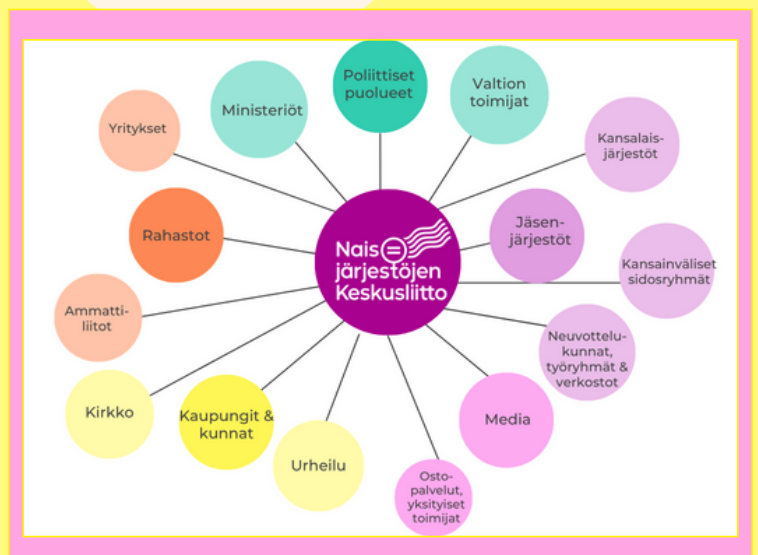 Poliittiset
puolueet
Valtion
toimijat
Kansalais-
järjestöt
Jäsen-
järjestöt
Kansainväliset
sidosryhmät
Neuvottelu-
kunnat,
työryhmät &
verkostot
Media
Osto-
palvelut,
yksityiset
toimijat
Urheilu
Kaupungit &
kunnat
Kirkko
Ammatti-
liitot
Rahastot
Yritykset
Ministeriöt
Nais=
järjestöjen
Keskusliitto